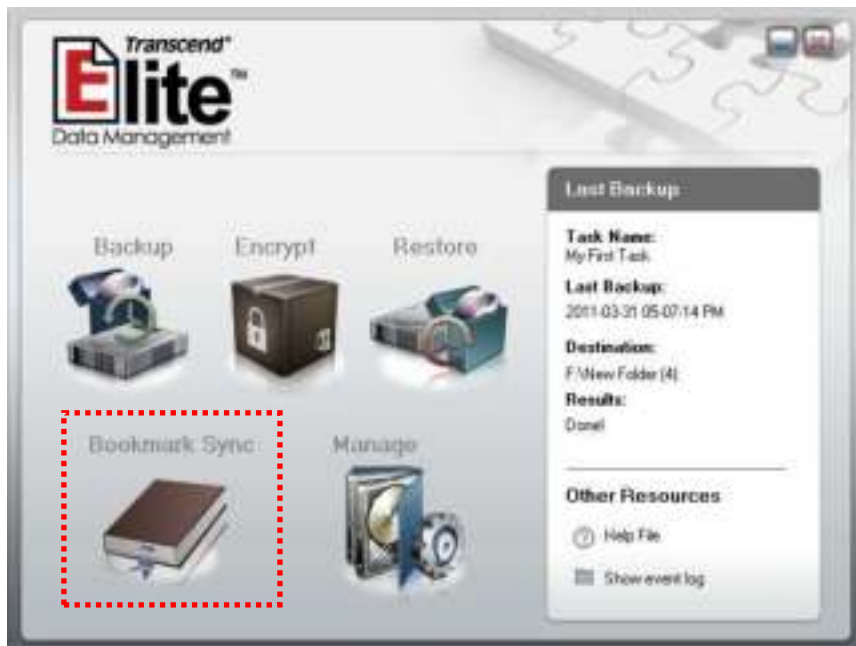 Transcend®
Elite™
Data Management
Last Backup
Task Name:
My First Task
Last Backup:
2011-03-31 05-07-14 PM
Destination:
F:\New Folder (4)
Results:
Done!
Other Resources
Help File
Show event log
Backup Encrypt Restore
Bookmark Sync Manage